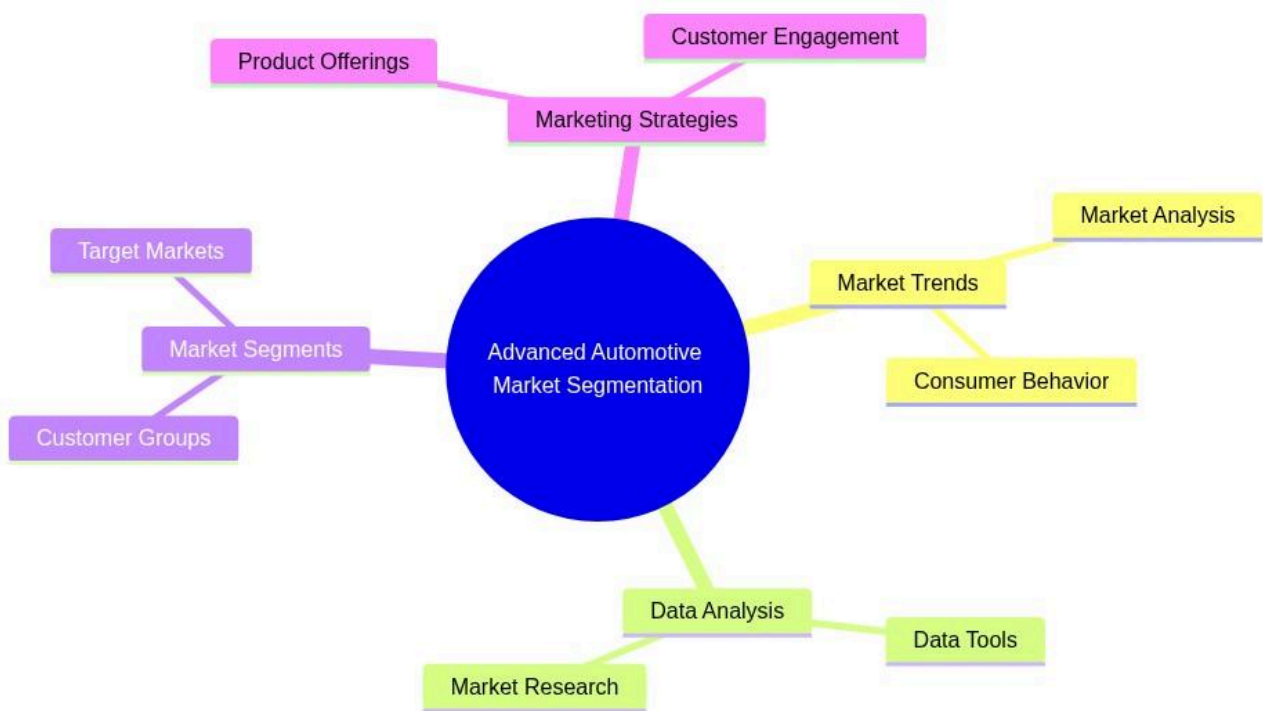 Customer Engagement
Product Offerings
Marketing Strategies
Market Analysis
Target Markets
Market Trends
Market Segments
Advanced Automotive
Market Segmentation
Consumer Behavior
Customer Groups
Data Analysis
Data Tools
Market Research